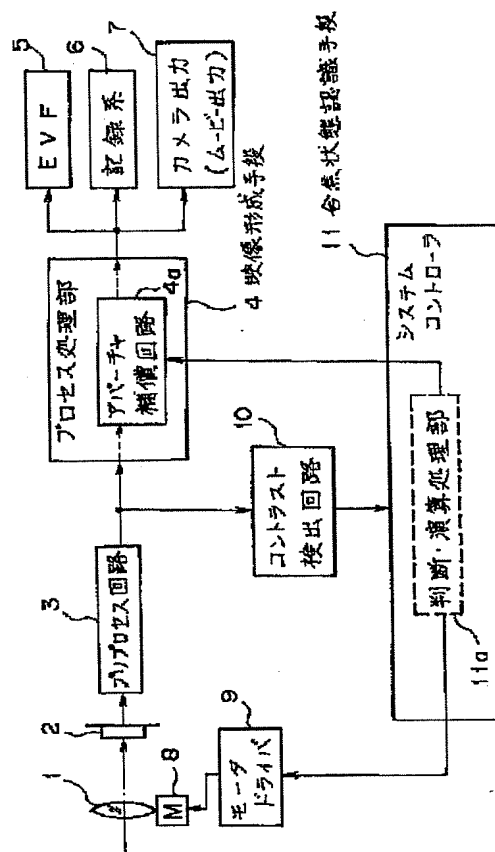 1
2
3
プリプロセス回路
プロセス処理部
アパーチャ
補償回路
4a
4 映像形成手段
5
EVF
6
記録系
7
カメラ出力
(ムービー出力)
8
M
9
モータ
ドライバ
10
コントラスト
検出回路
11 合焦状態認識手段
システム
コントローラ
判断・演算処理部
11a